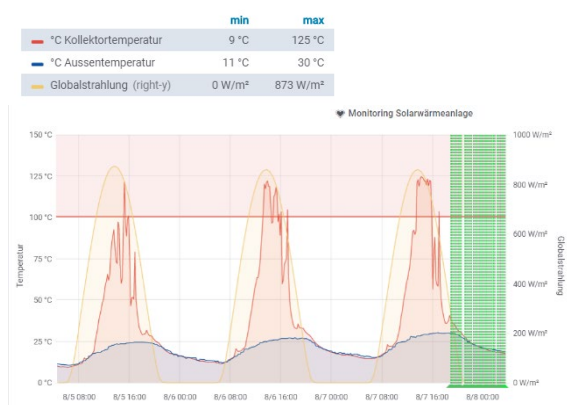 min max
°C Kollektortemperatur 9 °C 125 °C
°C Aussentemperatur 11 °C 30 °C
Globalstrahlung (right-y) 0 W/m² 873 W/m²
Monitoring Solarwärmeanlage
150 °C 1000 W/m²
125 °C 800 W/m²
100 °C 600 W/m²
75 °C 400 W/m²
50 °C 200 W/m²
25 °C 0 W/m²
0 °C
Temperatur
Globalstrahlung
8/5 08:00 8/5 16:00 8/6 00:00 8/6 08:00 8/6 16:00 8/7 00:00 8/7 08:00 8/7 16:00 8/8 00:00